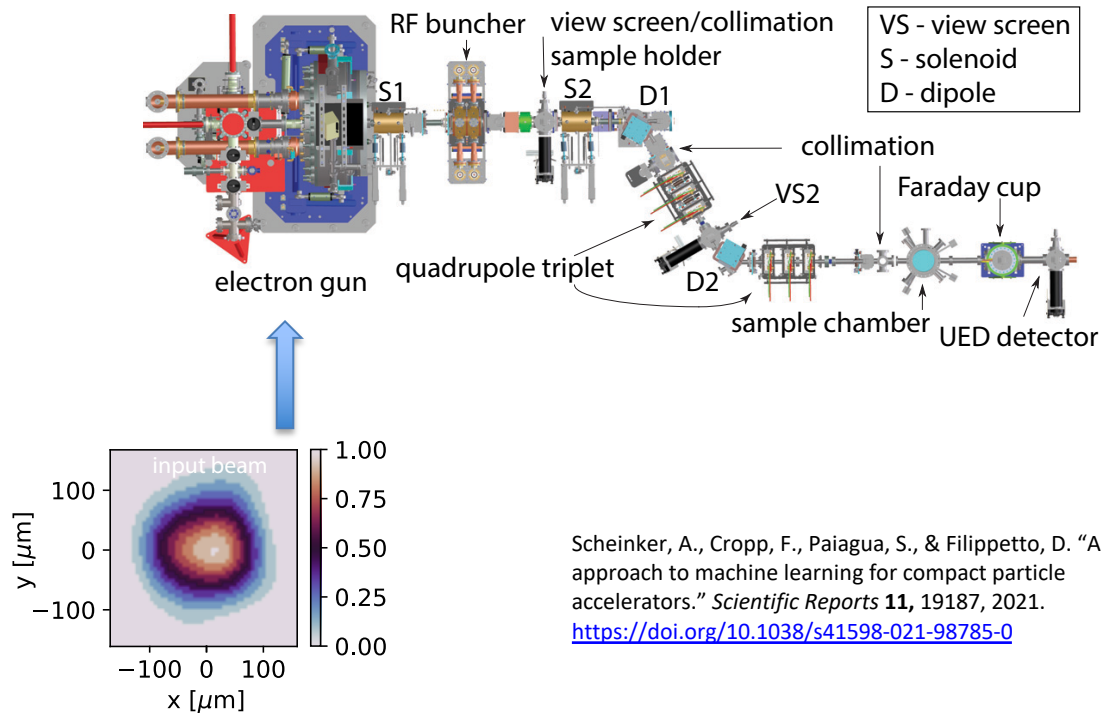 RF buncher
view screen/collimation
sample holder
VS - view screen
S - solenoid
D - dipole
S1
S2
D1
collimation
VS2
Faraday cup
electron gun
quadrupole triplet
D2
sample chamber
UED detector
input beam
y [μm]
100
0
−100
−100
0
100
x [μm]
1.00
0.75
0.50
0.25
0.00
Scheinker, A., Cropp, F., Paiagua, S., & Filippetto, D. “A
approach to machine learning for compact particle
accelerators.” Scientific Reports 11, 19187, 2021.
https://doi.org/10.1038/s41598-021-98785-0